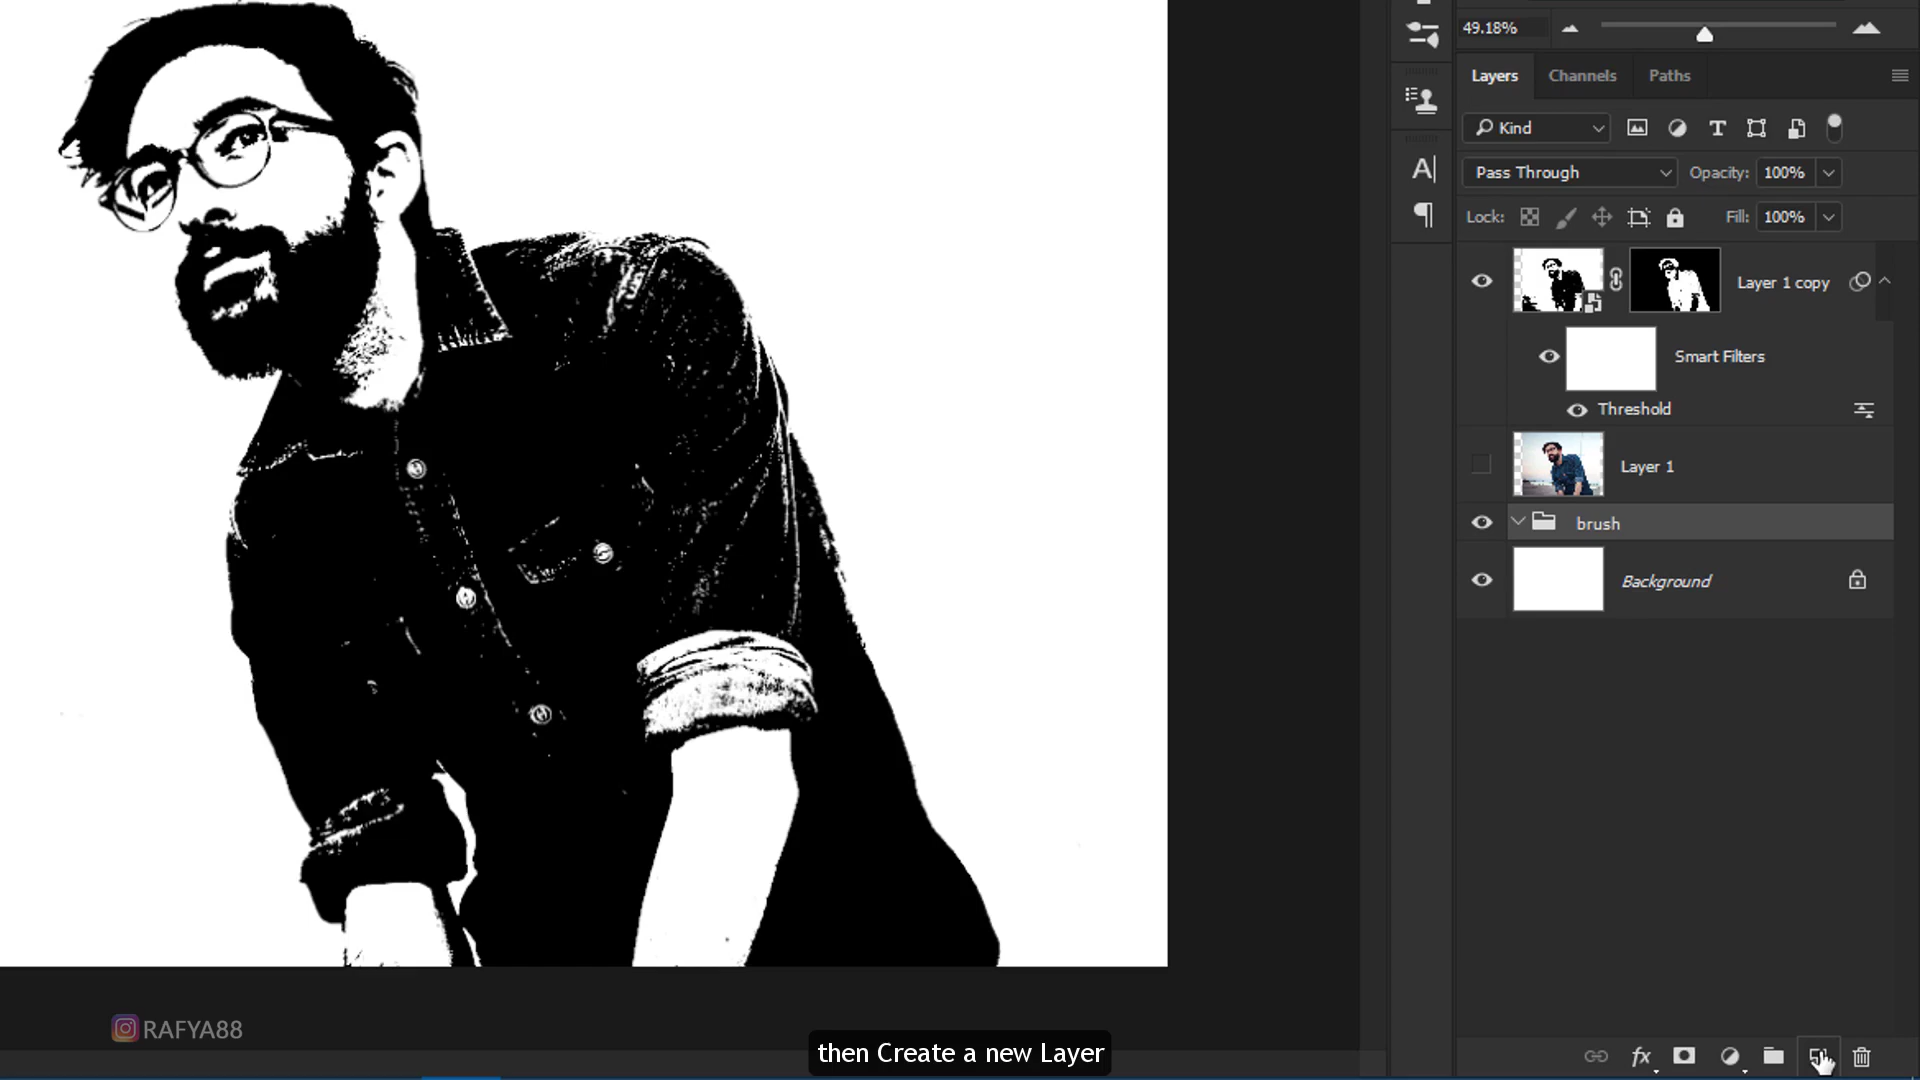 49.18%
Layers Channels Paths
Kind
Pass Through Opacity: 100%
Lock: Fill: 100%
Layer 1 copy
Smart Filters
Threshold
Layer 1
brush
Background
RAFYA88
then Create a new Layer